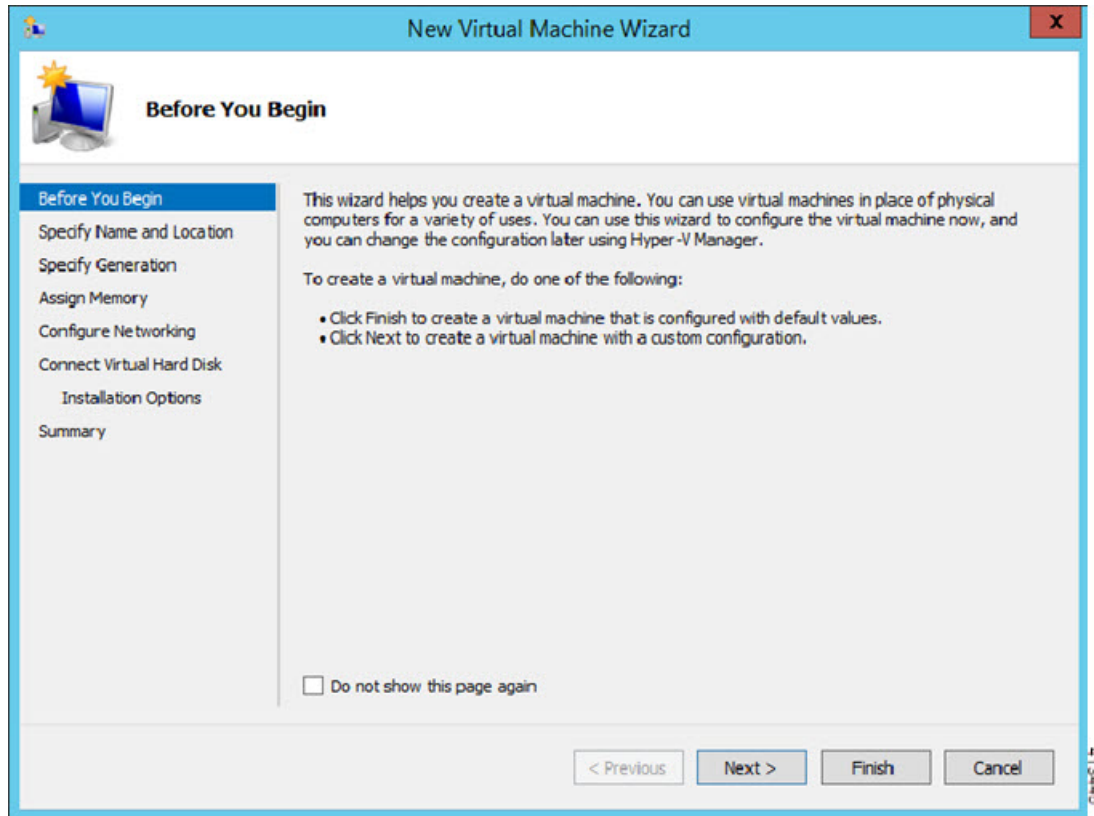 New Virtual Machine Wizard
X
Before You Begin
Before You Begin
Specify Name and Location
Specify Generation
Assign Memory
Configure Networking
Connect Virtual Hard Disk
Installation Options
Summary
This wizard helps you create a virtual machine. You can use virtual machines in place of physical
computers for a variety of uses. You can use this wizard to configure the virtual machine now, and
you can change the configuration later using Hyper-V Manager.
To create a virtual machine, do one of the following:
• Click Finish to create a virtual machine that is configured with default values.
• Click Next to create a virtual machine with a custom configuration.
Do not show this page again
< Previous
Next >
Finish
Cancel